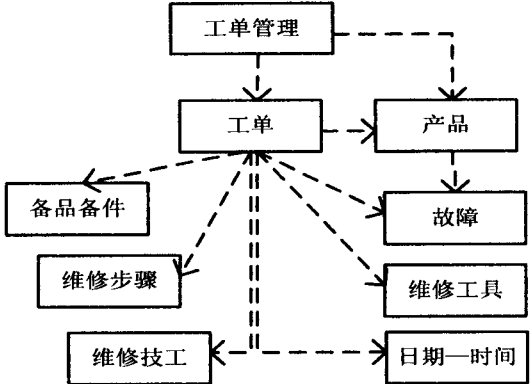 工单管理
工单
产品
备品备件
故障
维修步骤
维修工具
维修技工
日期—时间